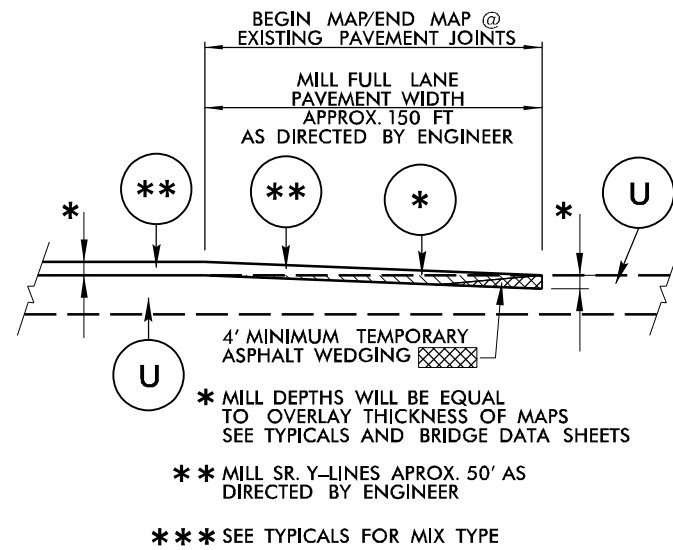 BEGIN MAP/END MAP @
EXISTING PAVEMENT JOINTS
MILL FULL LANE
PAVEMENT WIDTH
APPROX. 150 FT
AS DIRECTED BY ENGINEER
** ** * U
* *
4' MINIMUM TEMPORARY
ASPHALT WEDGING
U
* MILL DEPTHS WILL BE EQUAL
TO OVERLAY THICKNESS OF MAPS
SEE TYPICALS AND BRIDGE DATA SHEETS
** MILL SR. Y-LINES APROX. 50' AS
DIRECTED BY ENGINEER
*** SEE TYPICALS FOR MIX TYPE